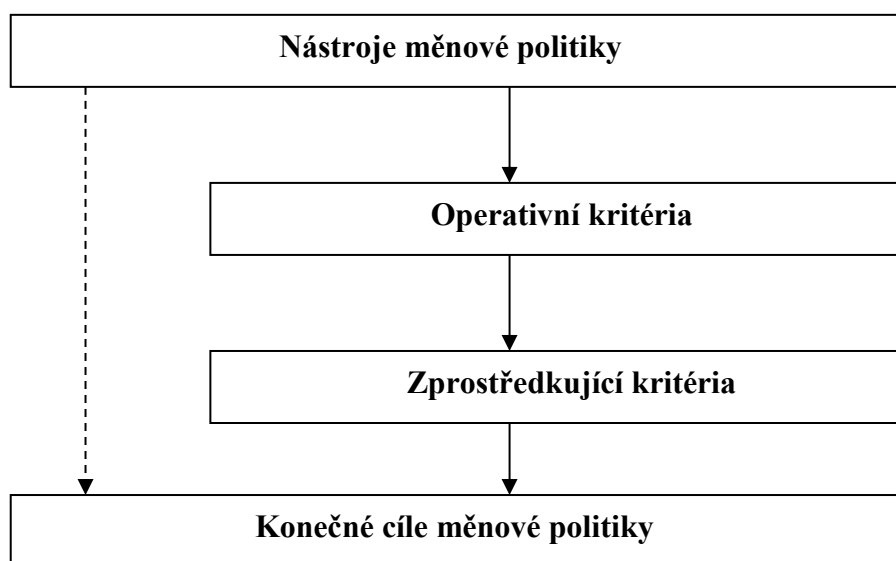 Nástroje měnové politiky
Operativní kritéria
Zprostředkující kritéria
Konečné cíle měnové politiky